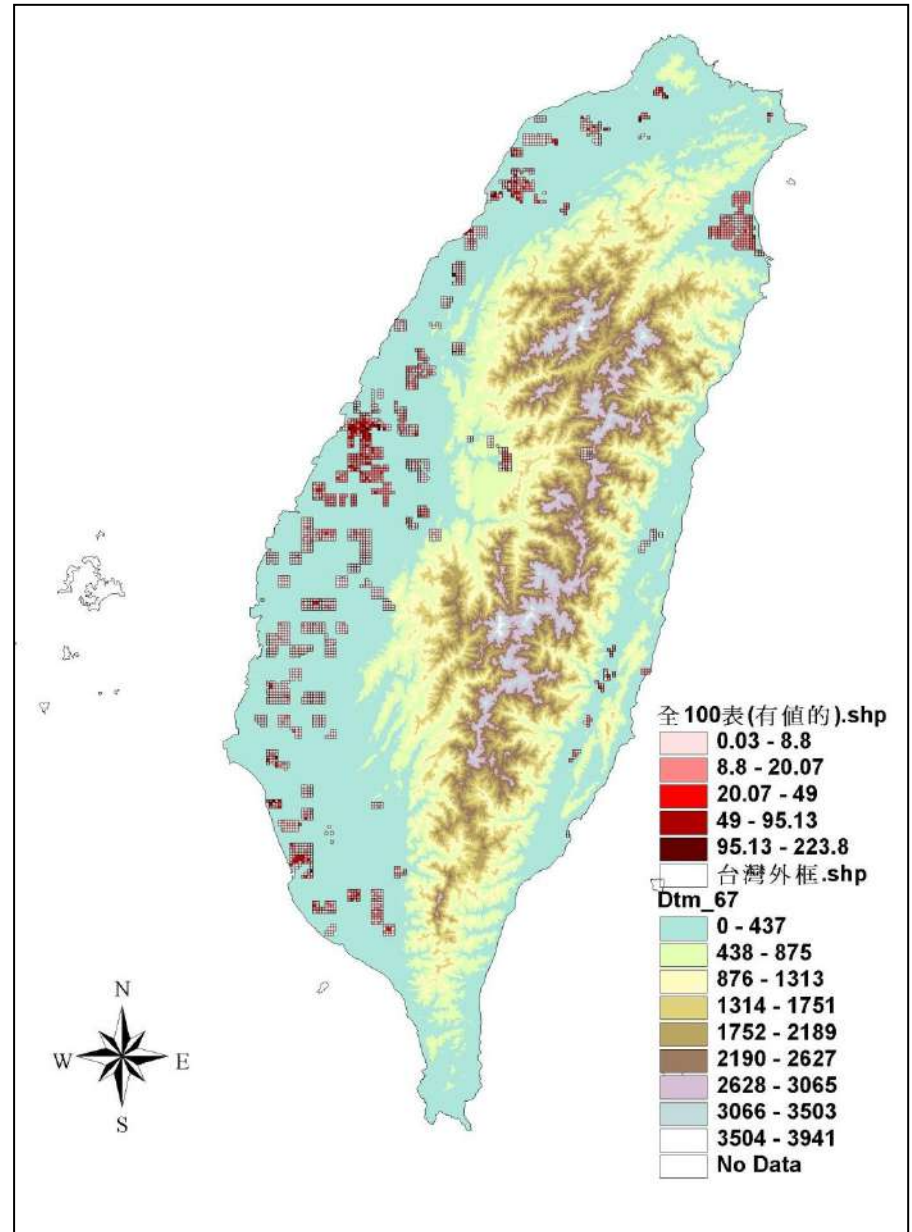 全100表(有值的).shp
0.03 - 8.8
8.8 - 20.07
20.07 - 49
49 - 95.13
95.13 - 223.8
台灣外框.shp
Dtm_67
0 - 437
438 - 875
876 - 1313
1314 - 1751
1752 - 2189
2190 - 2627
2628 - 3065
3066 - 3503
3504 - 3941
No Data
N
W E
S